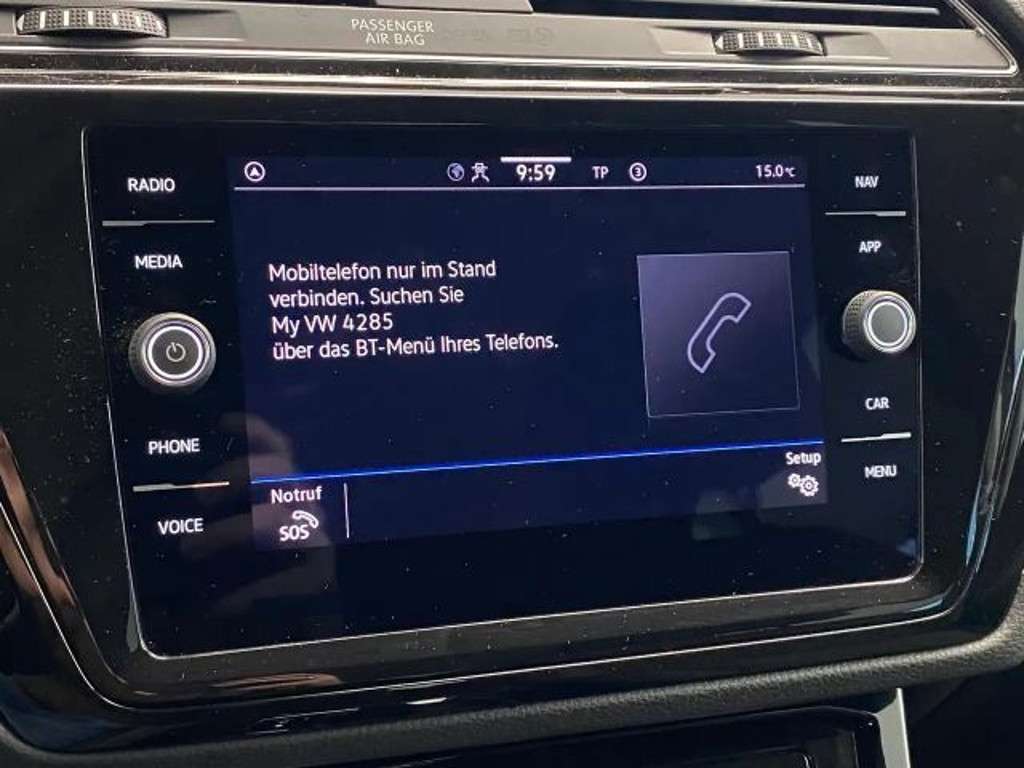 PASSENGER
AIR BAG
RADIO
MEDIA
PHONE
VOICE
9:59
TP
3
15.0°C
Mobiltelefon nur im Stand
verbinden. Suchen Sie
My VW 4285
über das BT-Menü Ihres Telefons.
Notruf
SOS
Setup
NAV
APP
CAR
MENU